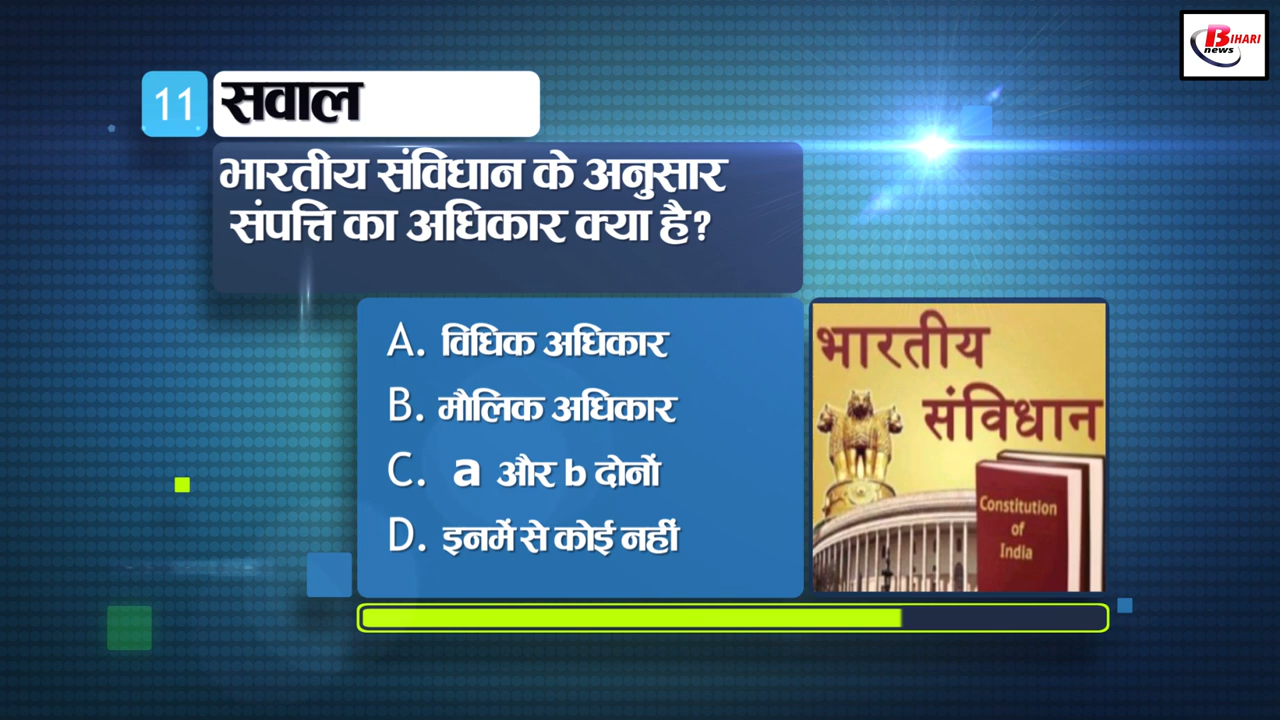 BIHARI
news
11 सवाल
भारतीय संविधान के अनुसार
संपत्ति का अधिकार क्या है?
A. विधिक अधिकार
B. मौलिक अधिकार
C. a और b दोनों
D. इनमें से कोई नहीं
भारतीय
संविधान
Constitution
of
India